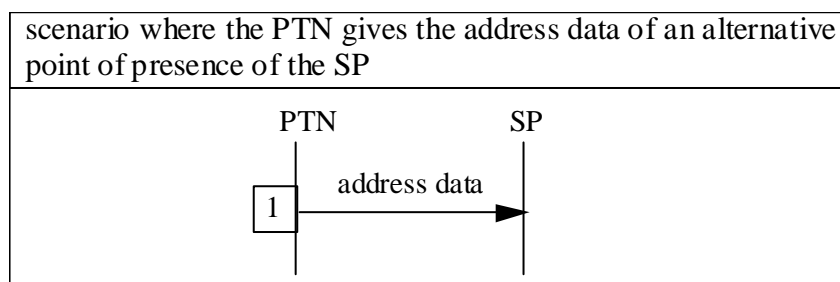 scenario where the PTN gives the address data of an alternative
point of presence of the SP
PTN SP
address data
1